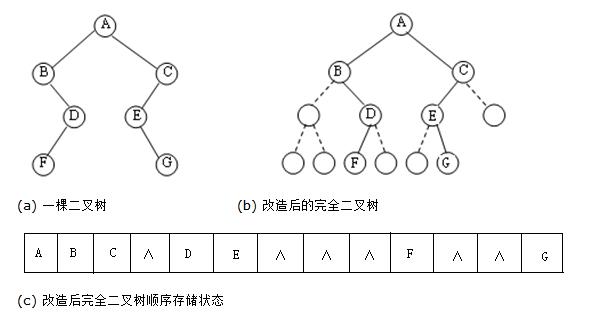 A A
B C B C
D E D E
F G F G
(a) 一棵二叉树 (b) 改造后的完全二叉树
A B C ∧ D E ∧ ∧ ∧ F ∧ ∧ G
(c) 改造后完全二叉树顺序存储状态